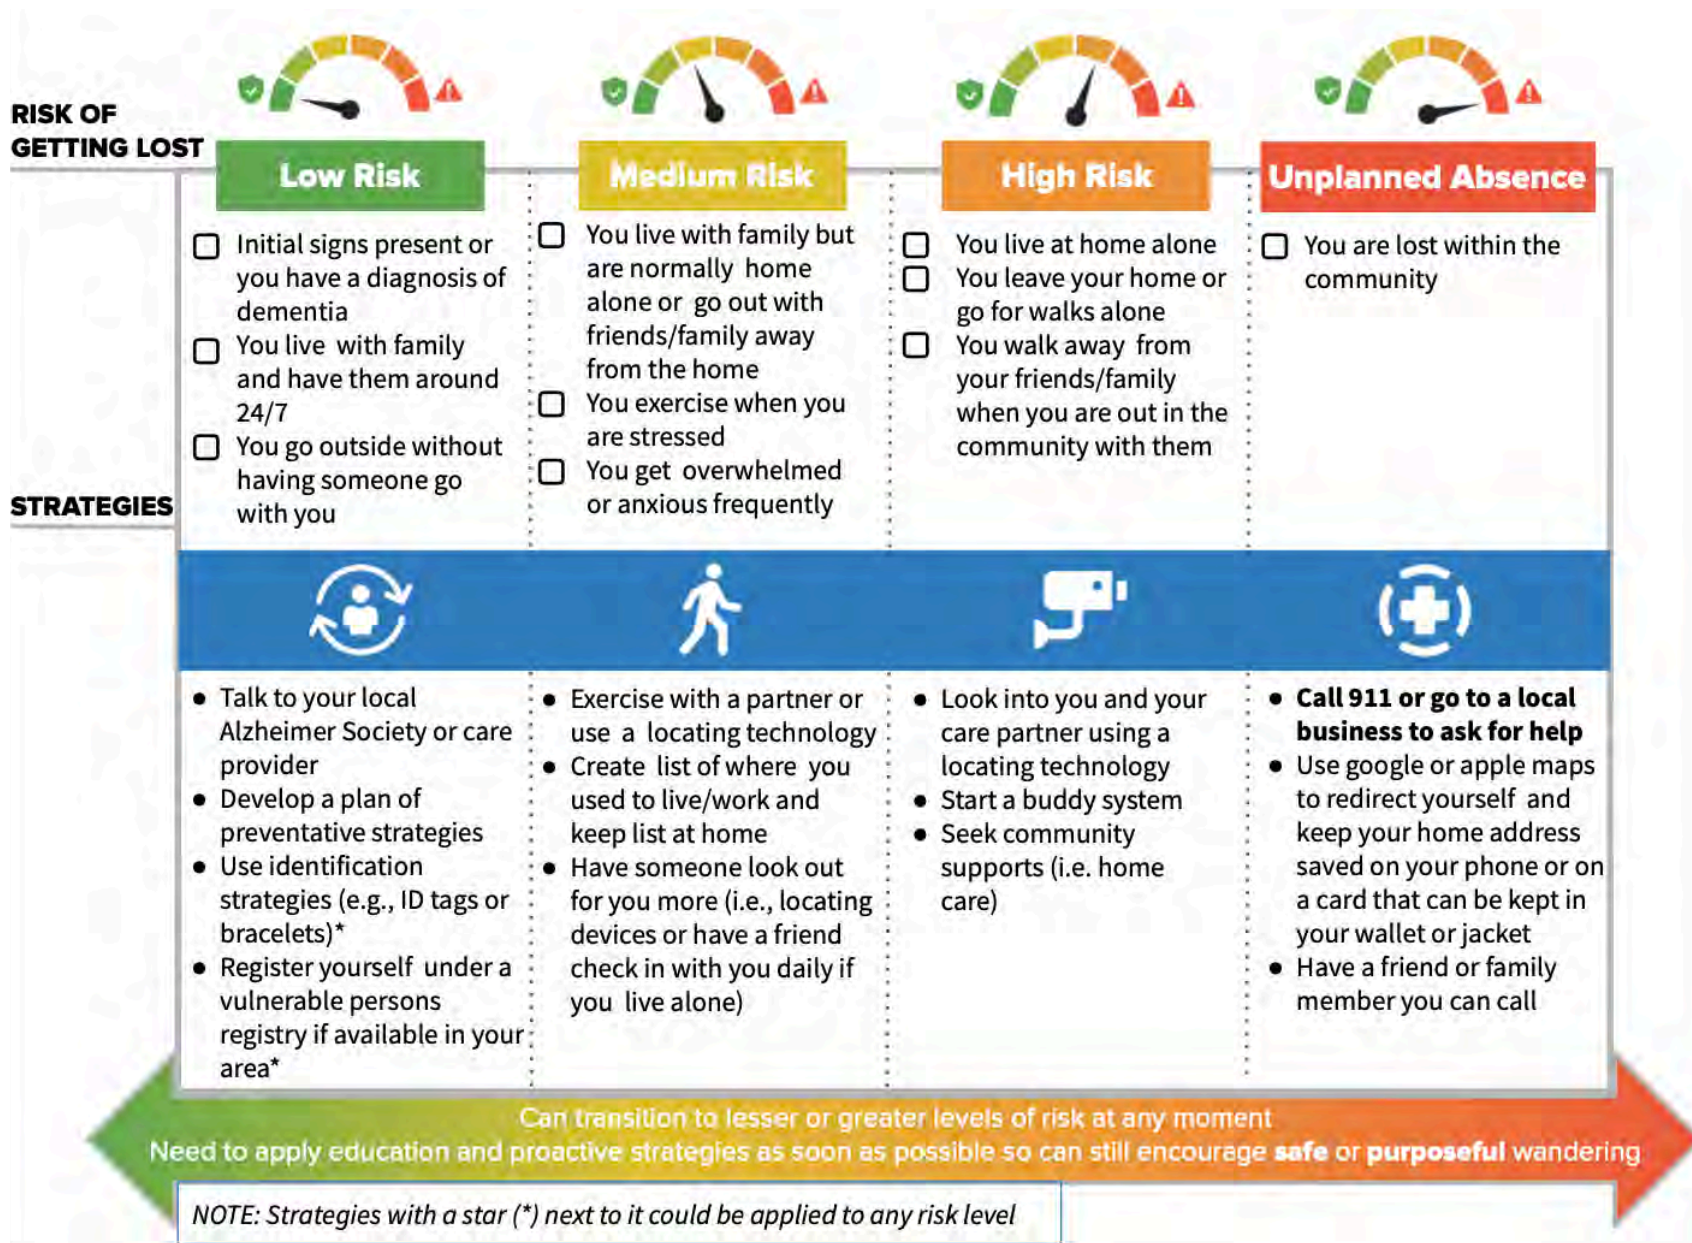 RISK OF
GETTING LOST
Low Risk
Medium Risk
High Risk
Unplanned Absence
Initial signs present or
you have a diagnosis of
dementia
You live with family
and have them around
24/7
You go outside without
having someone go
with you
You live with family but
are normally home
alone or go out with
friends/family away
from the home
You exercise when you
are stressed
You get overwhelmed
or anxious frequently
You live at home alone
You leave your home or
go for walks alone
You walk away from
your friends/family
when you are out in the
community with them
You are lost within the
community
STRATEGIES
• Talk to your local
Alzheimer Society or care
provider
• Develop a plan of
preventative strategies
• Use identification
strategies (e.g., ID tags or
bracelets)*
• Register yourself under a
vulnerable persons
registry if available in your
area*
• Exercise with a partner or
use a locating technology
• Create list of where you
used to live/work and
keep list at home
• Have someone look out
for you more (i.e., locating
devices or have a friend
check in with you daily if
you live alone)
• Look into you and your
care partner using a
locating technology
• Start a buddy system
• Seek community
supports (i.e. home
care)
• Call 911 or go to a local
business to ask for help
• Use google or apple maps
to redirect yourself and
keep your home address
saved on your phone or on
a card that can be kept in
your wallet or jacket
• Have a friend or family
member you can call
Can transition to lesser or greater levels of risk at any moment
Need to apply education and proactive strategies as soon as possible so can still encourage safe or purposeful wandering
NOTE: Strategies with a star (*) next to it could be applied to any risk level